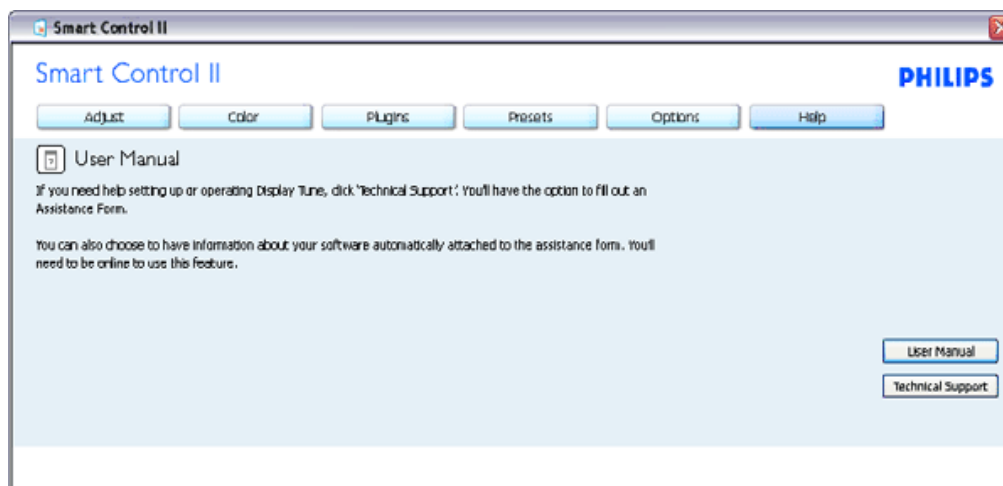 Smart Control II
Smart Control II
PHILIPS
Adjust Color Plugins Presets Options Help
User Manual
If you need help setting up or operating Display Tune, click 'Technical Support'. You'll have the option to fill out an
Assistance Form.
You can also choose to have information about your software automatically attached to the assistance form. You'll
need to be online to use this feature.
User Manual
Technical Support